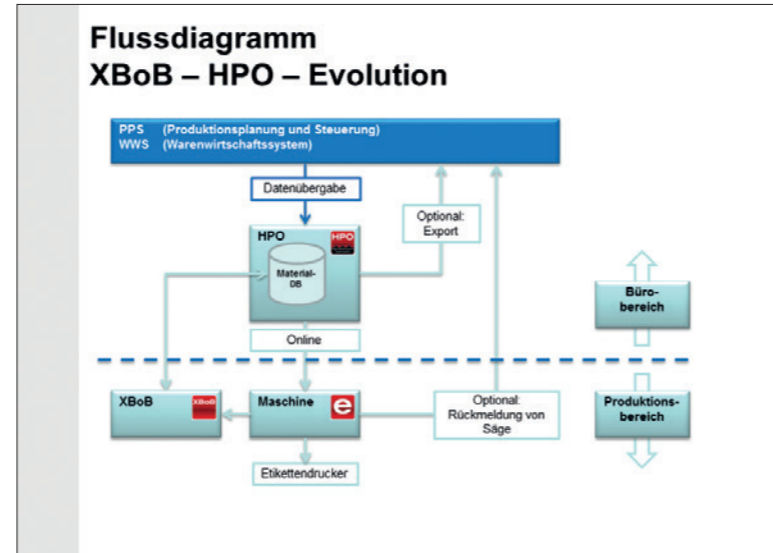 Flussdiagramm
XBoB – HPO – Evolution
PPS (Produktionsplanung und Steuerung)
WWS (Warenwirtschaftssystem)
Datenübergabe
Optional:
Export
HPO
HPO
Material-
DB
Büro-
bereich
Online
XBoB
XBoB
Maschine
e
Optional:
Rückmeldung von
Säge
Produktions-
bereich
Etikettendrucker